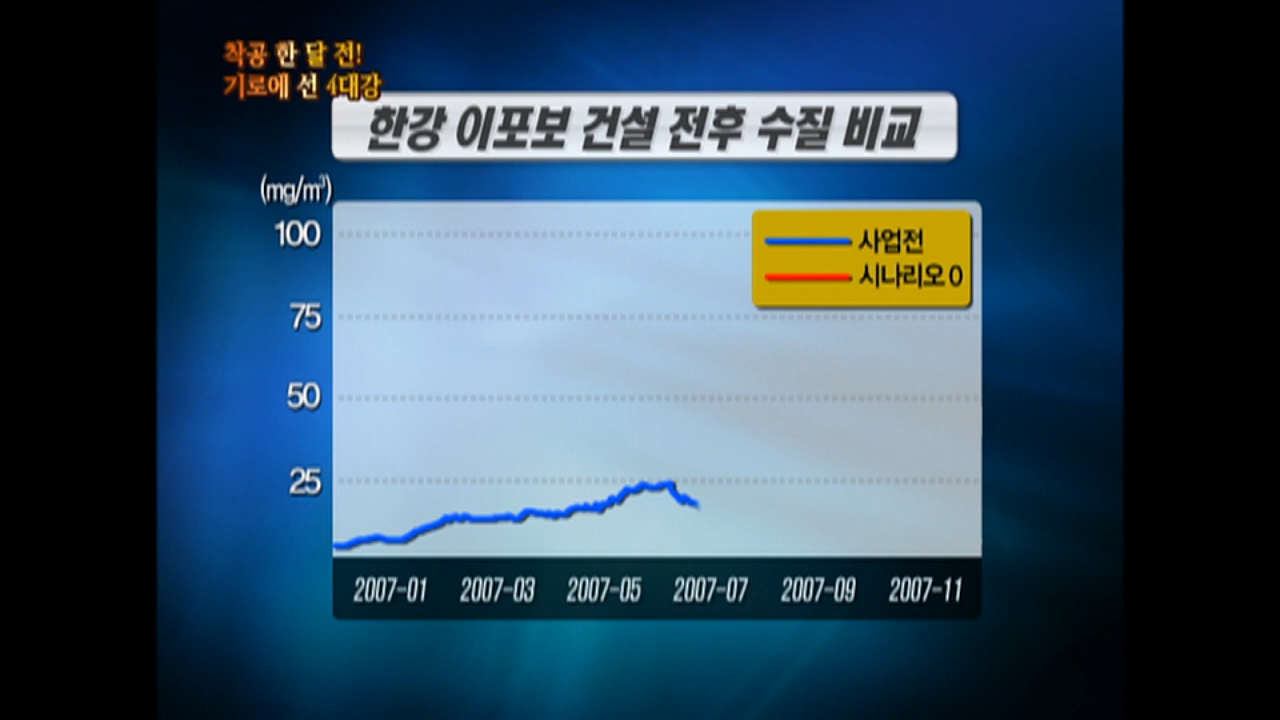 착공 한 달 전!
기로에 선 4대강
한강 이포보 건설 전후 수질 비교
(mg/m³)
100
75
50
25
사업전
시나리오 0
2007-01 2007-03 2007-05 2007-07 2007-09 2007-11